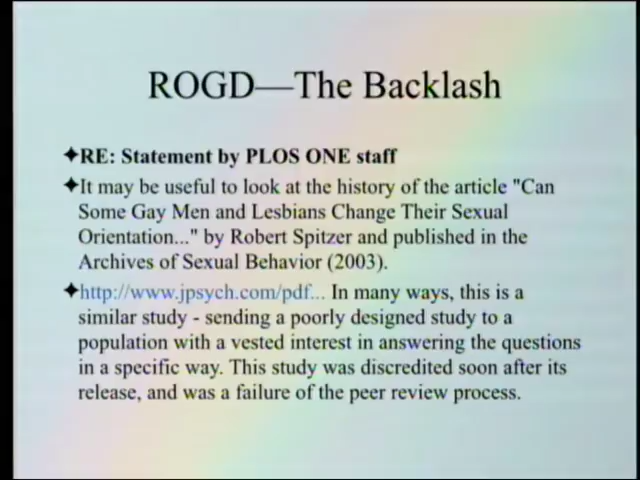 ROGD—The Backlash
✦RE: Statement by PLOS ONE staff
✦It may be useful to look at the history of the article "Can
Some Gay Men and Lesbians Change Their Sexual
Orientation..." by Robert Spitzer and published in the
Archives of Sexual Behavior (2003).
✦http://www.jpsych.com/pdf... In many ways, this is a
similar study - sending a poorly designed study to a
population with a vested interest in answering the questions
in a specific way. This study was discredited soon after its
release, and was a failure of the peer review process.